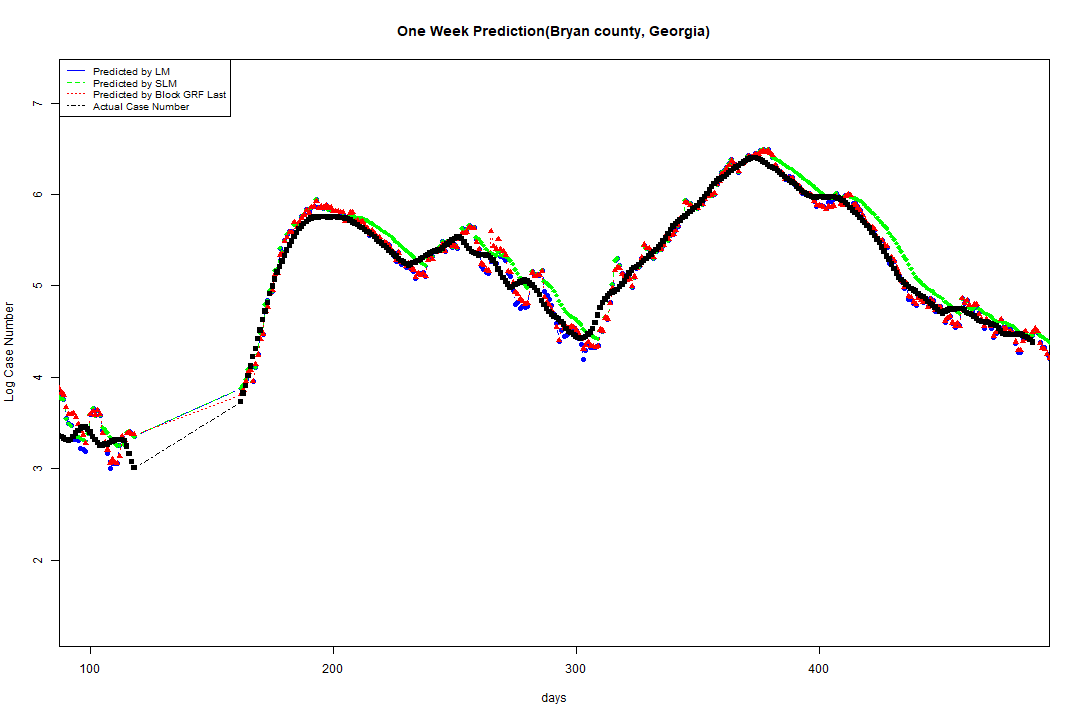 One Week Prediction(Bryan county, Georgia)
Predicted by LM
Predicted by SLM
Predicted by Block GRF Last
Actual Case Number
7
6
5
4
3
2
Log Case Number
100 200 300 400
days